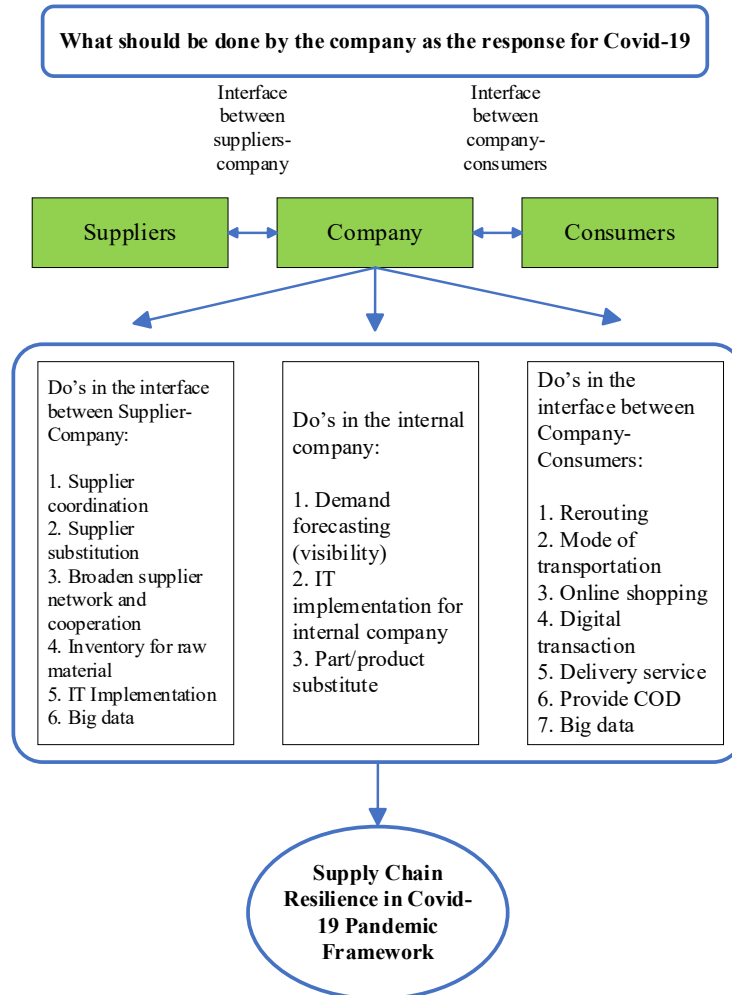 What should be done by the company as the response for Covid-19
Interface
between
suppliers-
company
Interface
between
company-
consumers
Suppliers
Company
Consumers
Do’s in the interface
between Supplier-
Company:
1. Supplier
coordination
2. Supplier
substitution
3. Broaden supplier
network and
cooperation
4. Inventory for raw
material
5. IT Implementation
6. Big data
Do’s in the internal
company:
1. Demand
forecasting
(visibility)
2. IT
implementation for
internal company
3. Part/product
substitute
Do’s in the
interface between
Company-
Consumers:
1. Rerouting
2. Mode of
transportation
3. Online shopping
4. Digital
transaction
5. Delivery service
6. Provide COD
7. Big data
Supply Chain
Resilience in Covid-
19 Pandemic
Framework